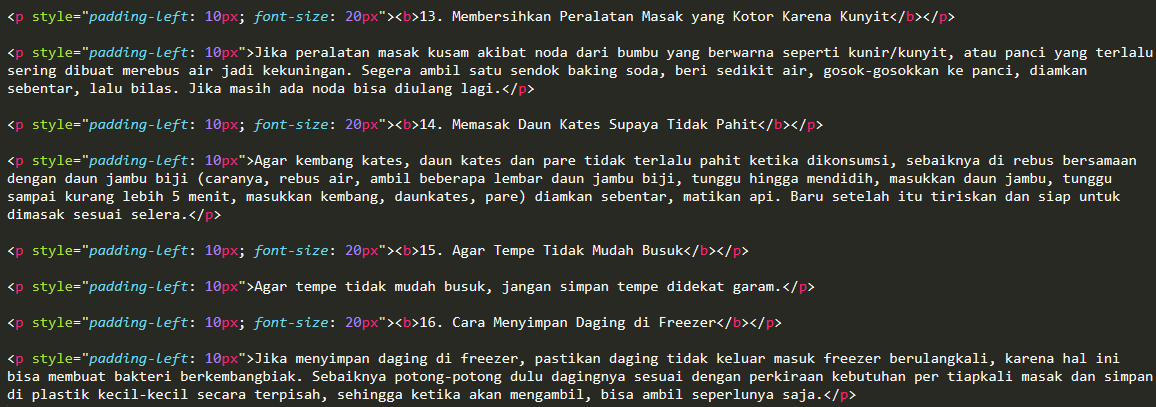 <p style="padding-left: 10px; font-size: 20px"><b>13. Membersihkan Peralatan Masak yang Kotor Karena Kunyit</b></p>
<p style="padding-left: 10px">Jika peralatan masak kusam akibat noda dari bumbu yang berwarna seperti kunir/kunyit, atau panci yang terlalu
sering dibuat merebus air jadi kekuningan. Segera ambil satu sendok baking soda, beri sedikit air, gosok-gosokkan ke panci, diamkan
sebentar, lalu bilas. Jika masih ada noda bisa diulang lagi.</p>
<p style="padding-left: 10px; font-size: 20px"><b>14. Memasak Daun Kates Supaya Tidak Pahit</b></p>
<p style="padding-left: 10px">Agar kembang kates, daun kates dan pare tidak terlalu pahit ketika dikonsumsi, sebaiknya di rebus bersamaan
dengan daun jambu biji (caranya, rebus air, ambil beberapa lembar daun jambu biji, tunggu hingga mendidih, masukkan daun jambu, tunggu
sampai kurang lebih 5 menit, masukkan kembang, daunkates, pare) diamkan sebentar, matikan api. Baru setelah itu tiriskan dan siap untuk
dimasak sesuai selera.</p>
<p style="padding-left: 10px; font-size: 20px"><b>15. Agar Tempe Tidak Mudah Busuk</b></p>
<p style="padding-left: 10px">Agar tempe tidak mudah busuk, jangan simpan tempe didekat garam.</p>
<p style="padding-left: 10px; font-size: 20px"><b>16. Cara Menyimpan Daging di Freezer</b></p>
<p style="padding-left: 10px">Jika menyimpan daging di freezer, pastikan daging tidak keluar masuk freezer berulangkali, karena hal ini
bisa membuat bakteri berkembangbiak. Sebaiknya potong-potong dulu dagingnya sesuai dengan perkiraan kebutuhan per tiapkali masak dan simpan
di plastik kecil-kecil secara terpisah, sehingga ketika akan mengambil, bisa ambil seperlunya saja.</p>